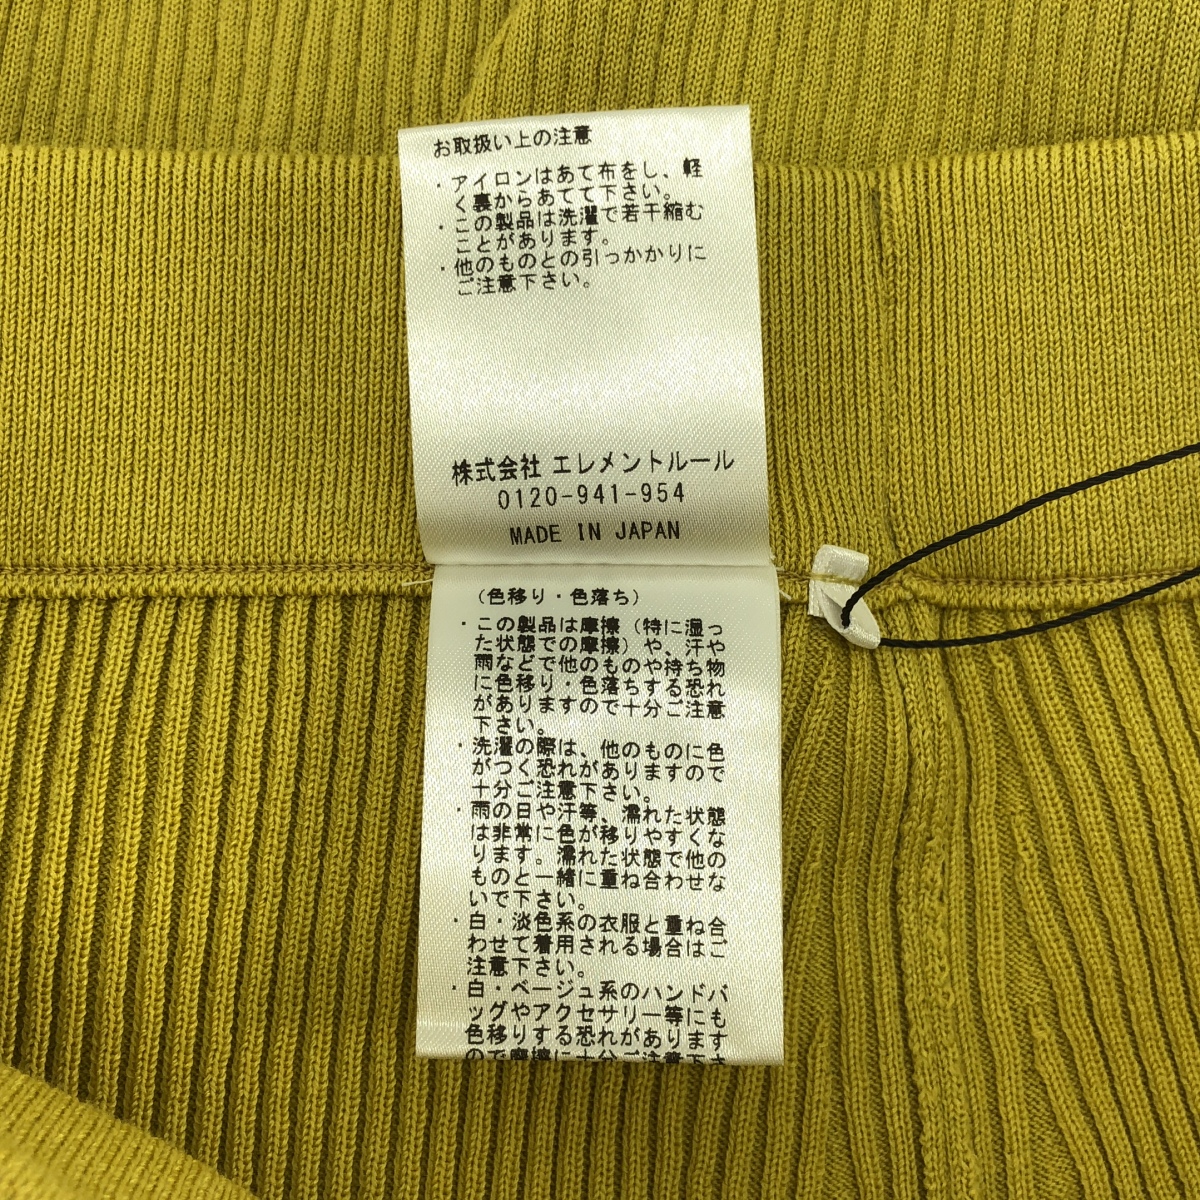 お取扱い上の注意
・アイロンはあて布をし、軽
く裏からあてて下さい。
・この製品は洗濯で若干縮む
ことがあります。
・他のものとの引っかかりに
ご注意下さい。
株式会社 エレメントルール
0120-941-954
MADE IN JAPAN
(色移り・色落ち)
・この製品は摩擦(特に湿っ
た状態での摩擦)や、汗や
雨などで他のものや持ち物
に色移り・色落ちする恐れ
がありますので十分ご注意
下さい。
・洗濯の際は、他のものに色
がつく恐れがありますので
十分ご注意下さい。
・雨の日や汗等、濡れた状態
は非常に色が移りやすくな
ります。濡れた状態で他の
ものと一緒に重ね合わせな
いで下さい。
・白・淡色系の衣服と重ね合
わせて着用される場合はご
注意下さい。
・白・ベージュ系のハンドバ
ッグやアクセサリー等にも
色移りする恐れがあります
ので摩擦に十分ご注意下さ